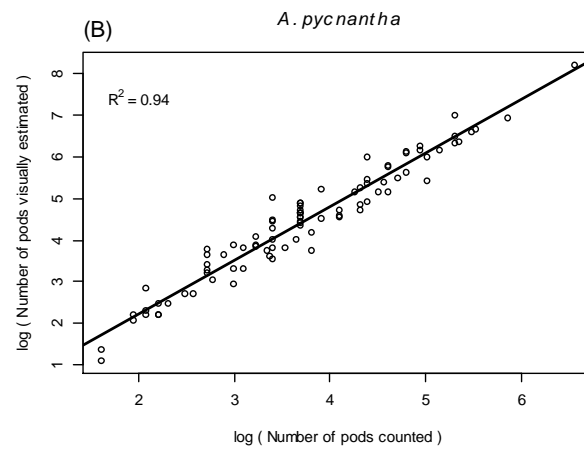 A. pycnantha
(B)
R² = 0.94
log ( Number of pods visually estimated )
8
7
6
5
4
3
2
1
2 3 4 5 6
log ( Number of pods counted )